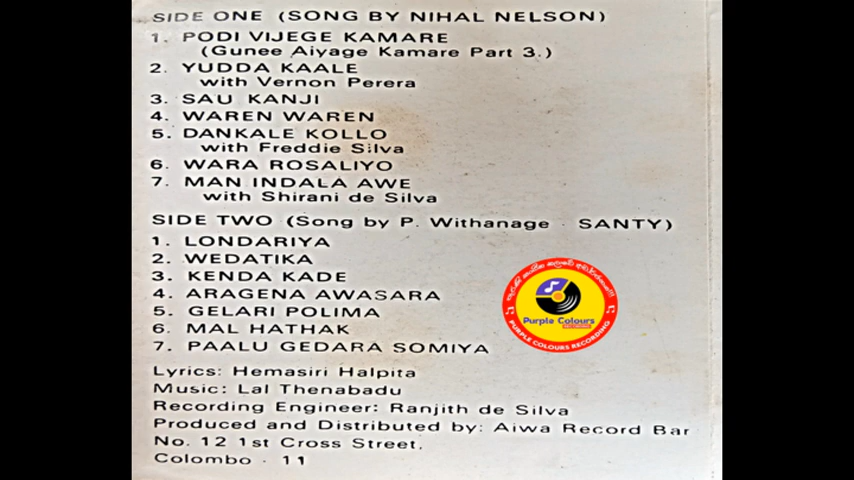 SIDE ONE (SONG BY NIHAL NELSON)
1. PODI VIJEGE KAMARE
(Gunee Aiyage Kamare Part 3.)
2. YUDDA KAALE
with Vernon Perera
3. SAU KANJI
4. WAREN WAREN
5. DANKALE KOLLO
with Freddie Silva
6. WARA ROSALIYO
7. MAN INDALA AWE
with Shirani de Silva
SIDE TWO (Song by P. Withanage · SANTY)
1. LONDARIYA
2. WEDATIKA
3. KENDA KADE
4. ARAGENA AWASARA
5. GELARI POLIMA
6. MAL HATHAK
7. PAALU GEDARA SOMIYA
Purple Colours
PURPLE COLOURS RECORDING
Lyrics: Hemasiri Halpita
Music: Lal Thenabadu
Recording Engineer: Ranjith de Silva
Produced and Distributed by: Aiwa Record Bar
No. 12 1st Cross Street,
Colombo · 11